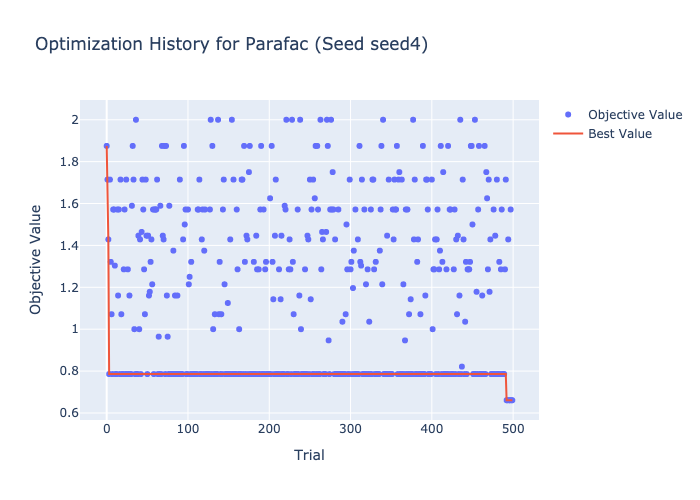 Optimization History for Parafac (Seed seed4)
Objective Value
Best Value
2
1.8
1.6
1.4
1.2
1
0.8
0.6
Objective Value
0
100
200
300
400
500
Trial